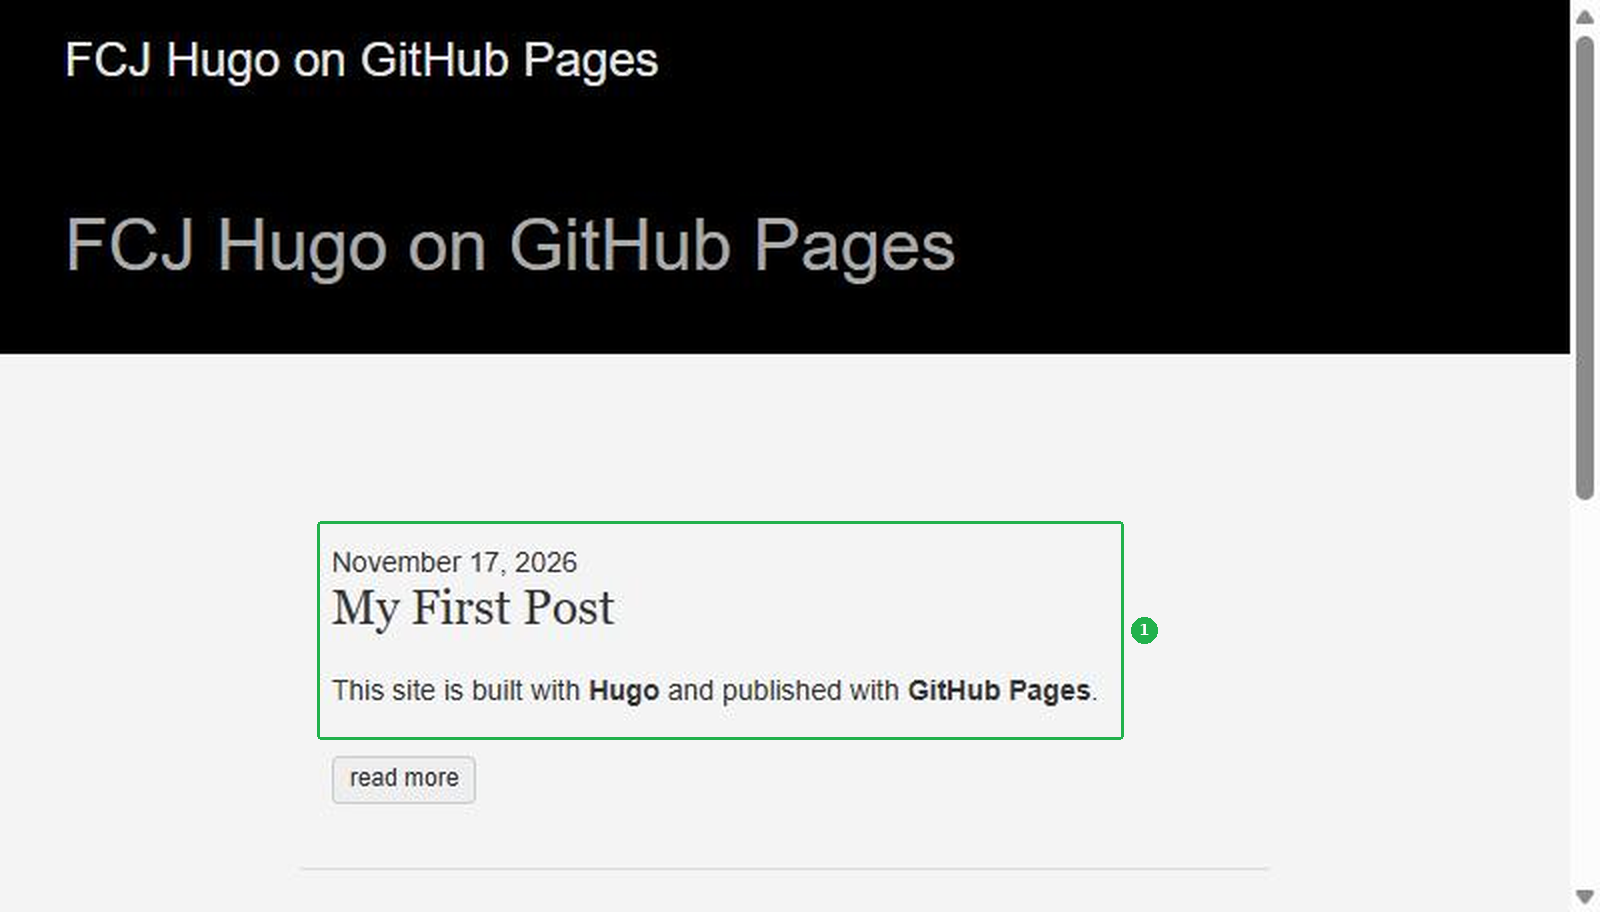 FCJ Hugo on GitHub Pages
FCJ Hugo on GitHub Pages
November 17, 2026
My First Post
This site is built with Hugo and published with GitHub Pages.
1
read more